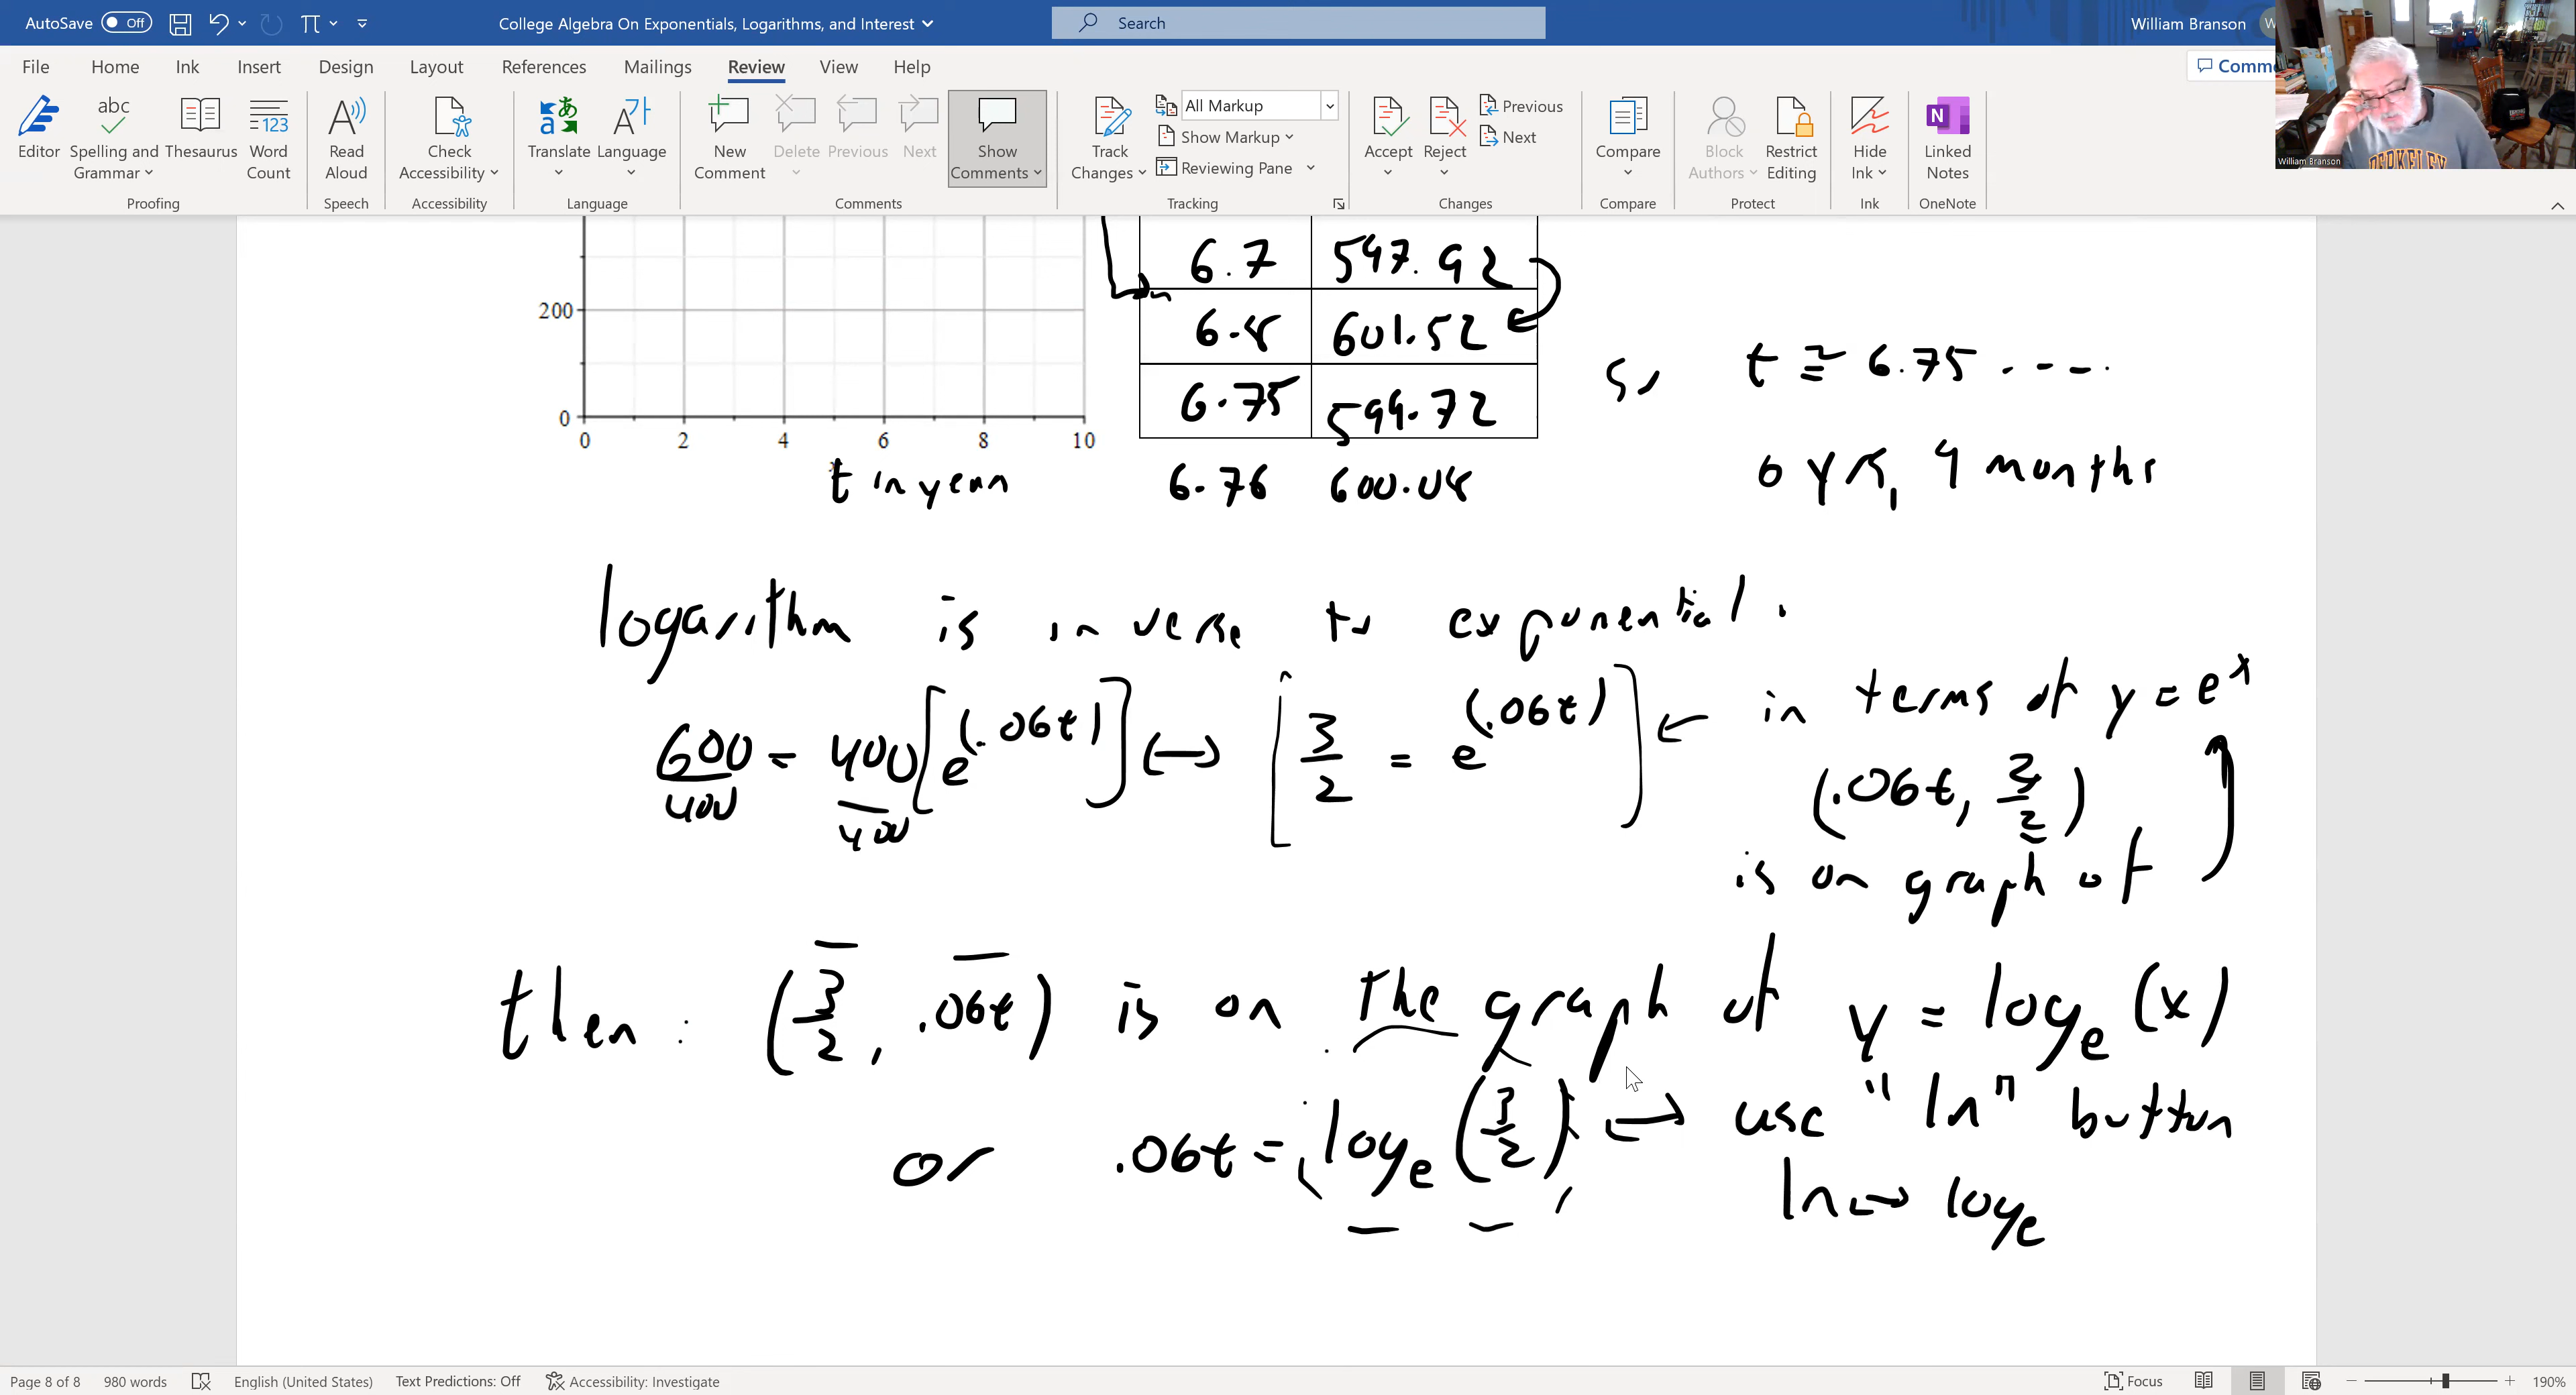 AutoSave Off
College Algebra On Exponentials, Logarithms, and Interest
Search
William Branson
File Home Ink Insert Design Layout References Mailings Review View Help
Comm
Editor
Spelling and Grammar
Thesaurus
Word Count
Read Aloud
Check Accessibility
Translate
Language
New Comment
Delete
Previous
Next
Show Comments
Track Changes
All Markup
Show Markup
Reviewing Pane
Accept
Reject
Previous
Next
Compare
Block Authors
Restrict Editing
Hide Ink
Linked Notes
Proofing Speech Accessibility Language Comments Tracking Changes Compare Protect Ink OneNote
William Branson
BERKELEY
6.7 597.92
200
6.8 601.52
6.75 599.72
0
0 2 4 6 8 10
t in years
6.76 600.08
so t ≅ 6.75 ....
6 yrs, 9 months
logarithm is inverse to exponential.
600/400 = 400/400 [e^(.06t)] ↔ [3/2 = e^(.06t)] ← in terms of y = e^x
(.06t, 3/2)
is on graph of
then: (3/2, .06t) is on the graph of y = log_e (x)
or .06t = log_e (3/2) ↔ use "ln" button
ln ↔ log_e
Page 8 of 8 980 words English (United States) Text Predictions: Off Accessibility: Investigate Focus 190%